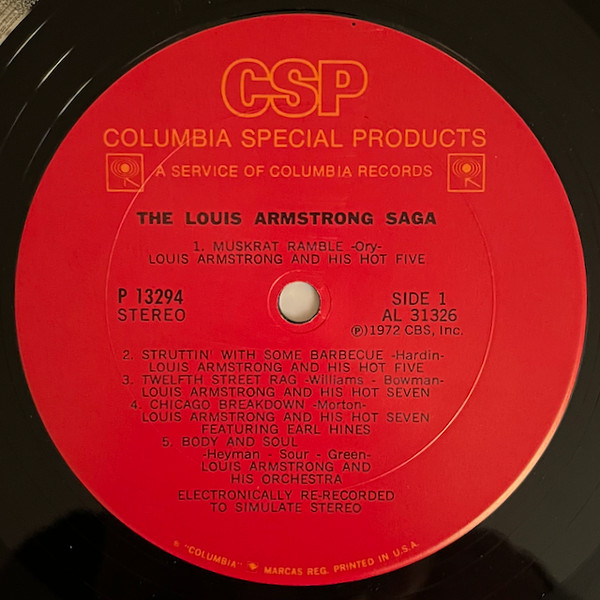 CSP
COLUMBIA SPECIAL PRODUCTS
A SERVICE OF COLUMBIA RECORDS
THE LOUIS ARMSTRONG SAGA
1. MUSKRAT RAMBLE -Ory-
LOUIS ARMSTRONG AND HIS HOT FIVE
P 13294
STEREO
SIDE 1
AL 31326
Ⓟ1972 CBS, Inc.
2. STRUTTIN' WITH SOME BARBECUE -Hardin-
LOUIS ARMSTRONG AND HIS HOT FIVE
3. TWELFTH STREET RAG -Williams - Bowman-
LOUIS ARMSTRONG AND HIS HOT SEVEN
4. CHICAGO BREAKDOWN -Morton-
LOUIS ARMSTRONG AND HIS HOT SEVEN
FEATURING EARL HINES
5. BODY AND SOUL
-Heyman - Sour - Green-
LOUIS ARMSTRONG AND
HIS ORCHESTRA
ELECTRONICALLY RE-RECORDED
TO SIMULATE STEREO
® "COLUMBIA" MARCAS REG. PRINTED IN U.S.A.